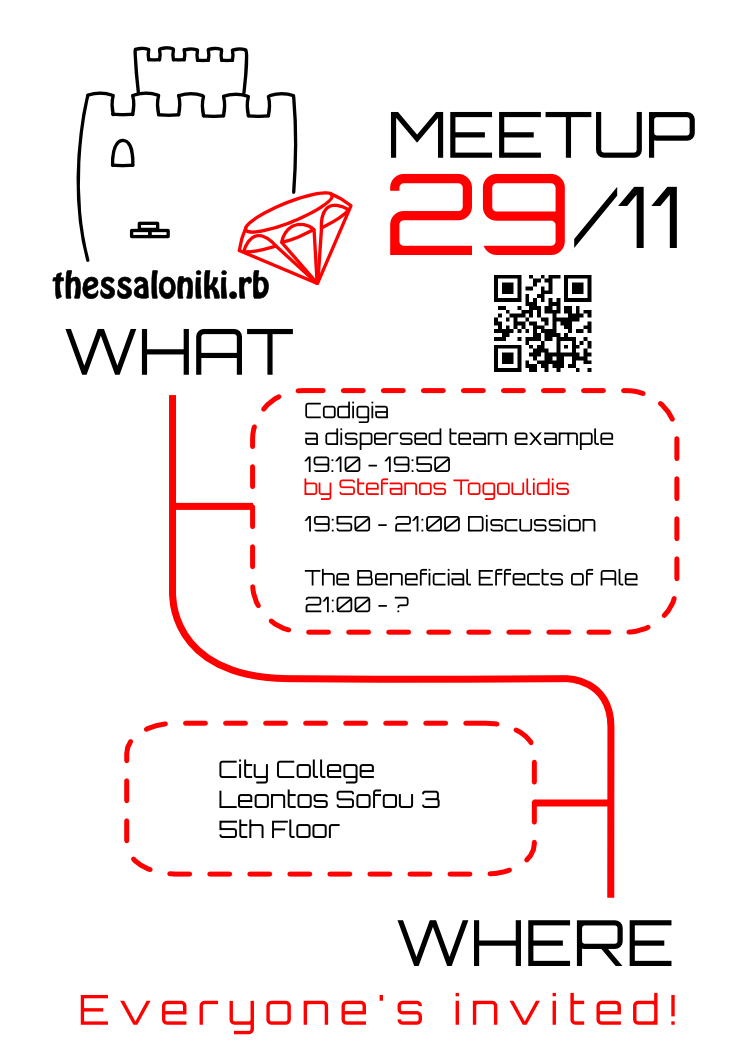 MEETUP
29/11
thessaloniki.rb
WHAT
Codigia
a dispersed team example
19:10 - 19:50
by Stefanos Togoulidis
19:50 - 21:00 Discussion
The Beneficial Effects of Ale
21:00 - ?
City College
Leontos Sofou 3
5th Floor
WHERE
Everyone's invited!